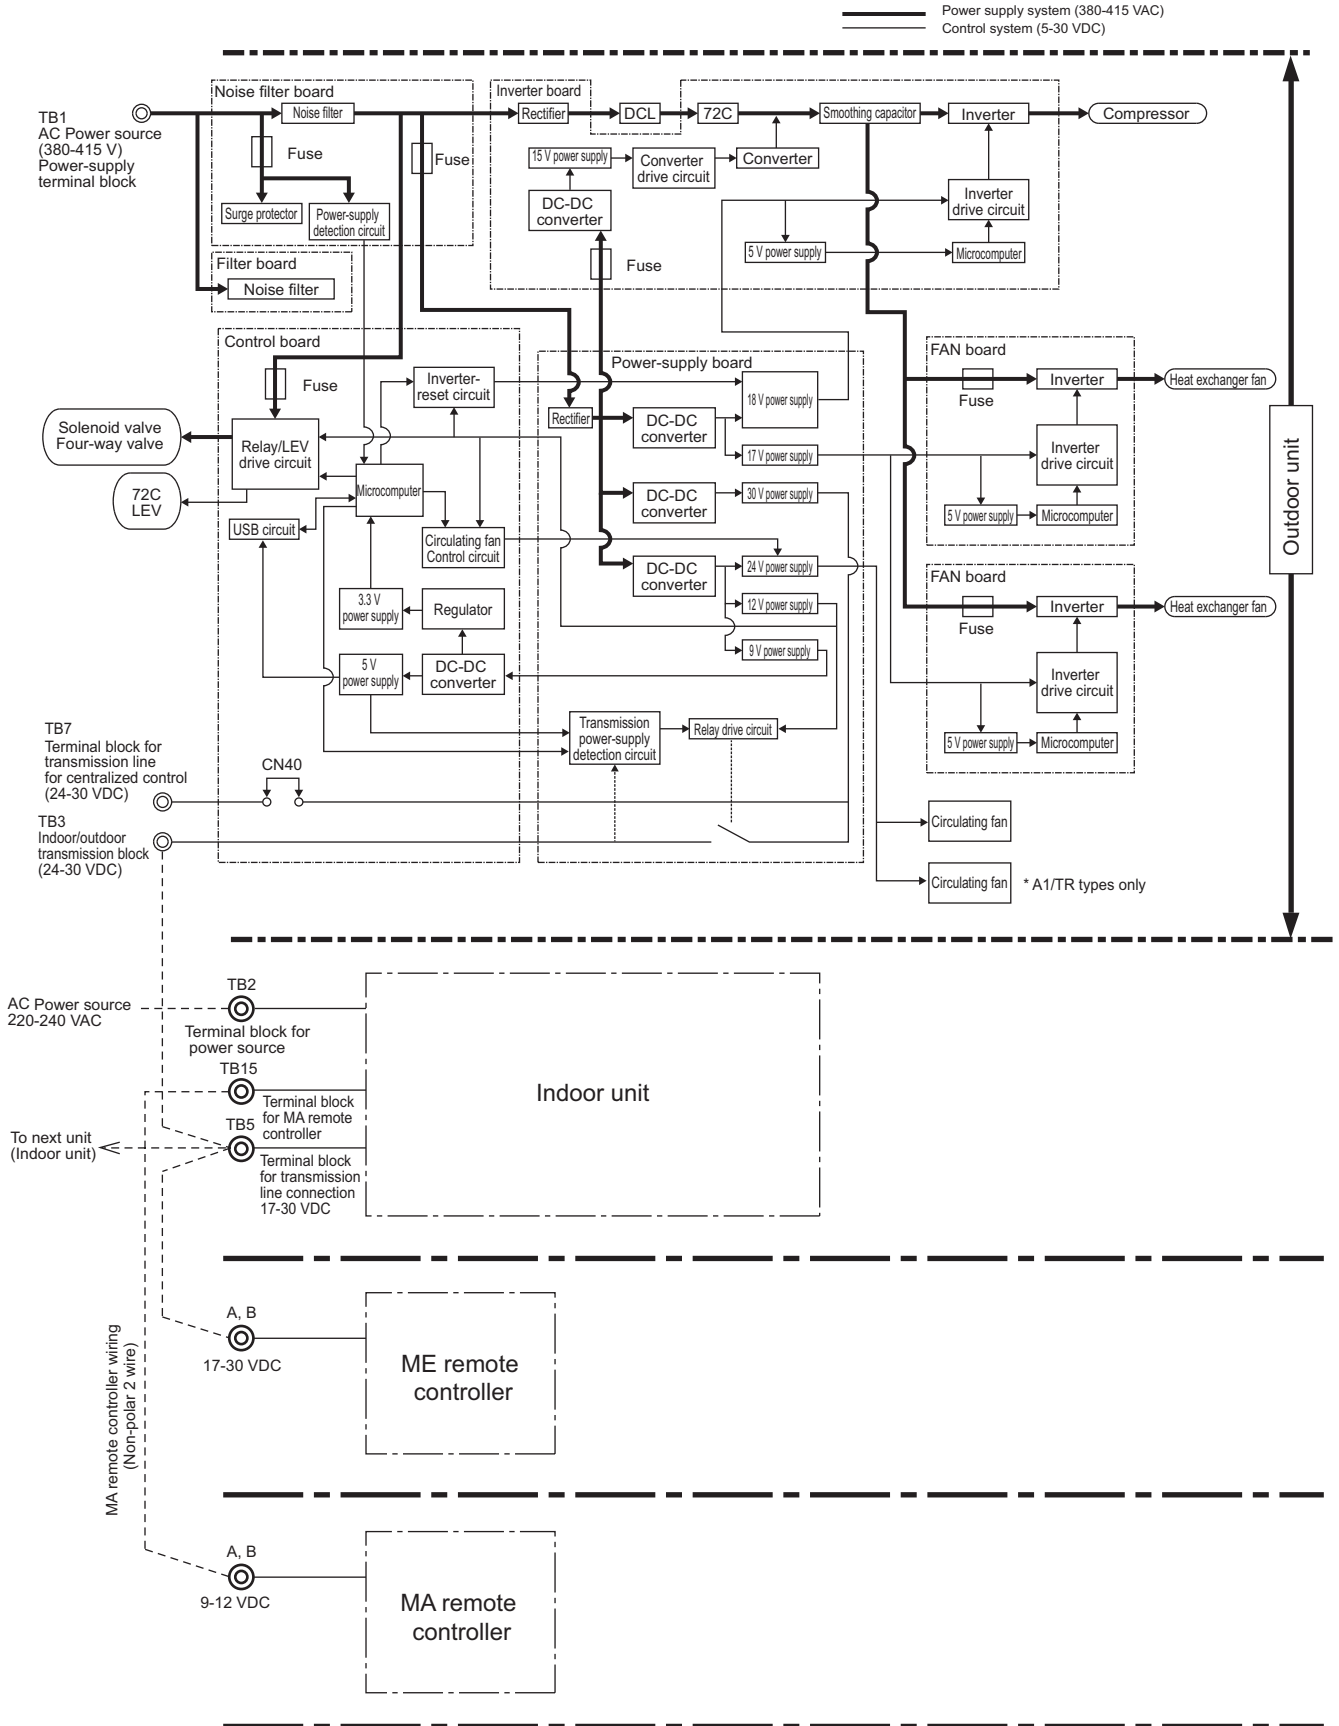 Power supply system (380-415 VAC)
Control system (5-30 VDC)
Noise filter board
Inverter board
TB1
AC Power source
(380-415 V)
Power-supply
terminal block
Noise filter
Rectifier
DCL
72C
Smoothing capacitor
Inverter
Compressor
Fuse
Fuse
15 V power supply
Converter
drive circuit
Converter
DC-DC
converter
Inverter
drive circuit
Surge protector
Power-supply
detection circuit
5 V power supply
Microcomputer
Fuse
Filter board
Noise filter
Control board
Power-supply board
FAN board
Fuse
Inverter-
reset circuit
18 V power supply
Fuse
Inverter
Heat exchanger fan
Rectifier
DC-DC
converter
Solenoid valve
Four-way valve
Relay/LEV
drive circuit
17 V power supply
Inverter
drive circuit
72C
LEV
Microcomputer
DC-DC
converter
30 V power supply
5 V power supply
Microcomputer
USB circuit
Circulating fan
Control circuit
Outdoor unit
DC-DC
converter
24 V power supply
FAN board
3.3 V
power supply
Regulator
12 V power supply
Fuse
Inverter
Heat exchanger fan
9 V power supply
5 V
power supply
DC-DC
converter
Inverter
drive circuit
Transmission
power-supply
detection circuit
Relay drive circuit
5 V power supply
Microcomputer
TB7
Terminal block for
transmission line
for centralized control
(24-30 VDC)
CN40
TB3
Indoor/outdoor
transmission block
(24-30 VDC)
Circulating fan
Circulating fan
* A1/TR types only
TB2
AC Power source
220-240 VAC
Terminal block for
power source
TB15
Terminal block
for MA remote
controller
Indoor unit
TB5
To next unit
(Indoor unit)
Terminal block
for transmission
line connection
17-30 VDC
A, B
17-30 VDC
ME remote
controller
MA remote controller wiring
(Non-polar 2 wire)
A, B
9-12 VDC
MA remote
controller